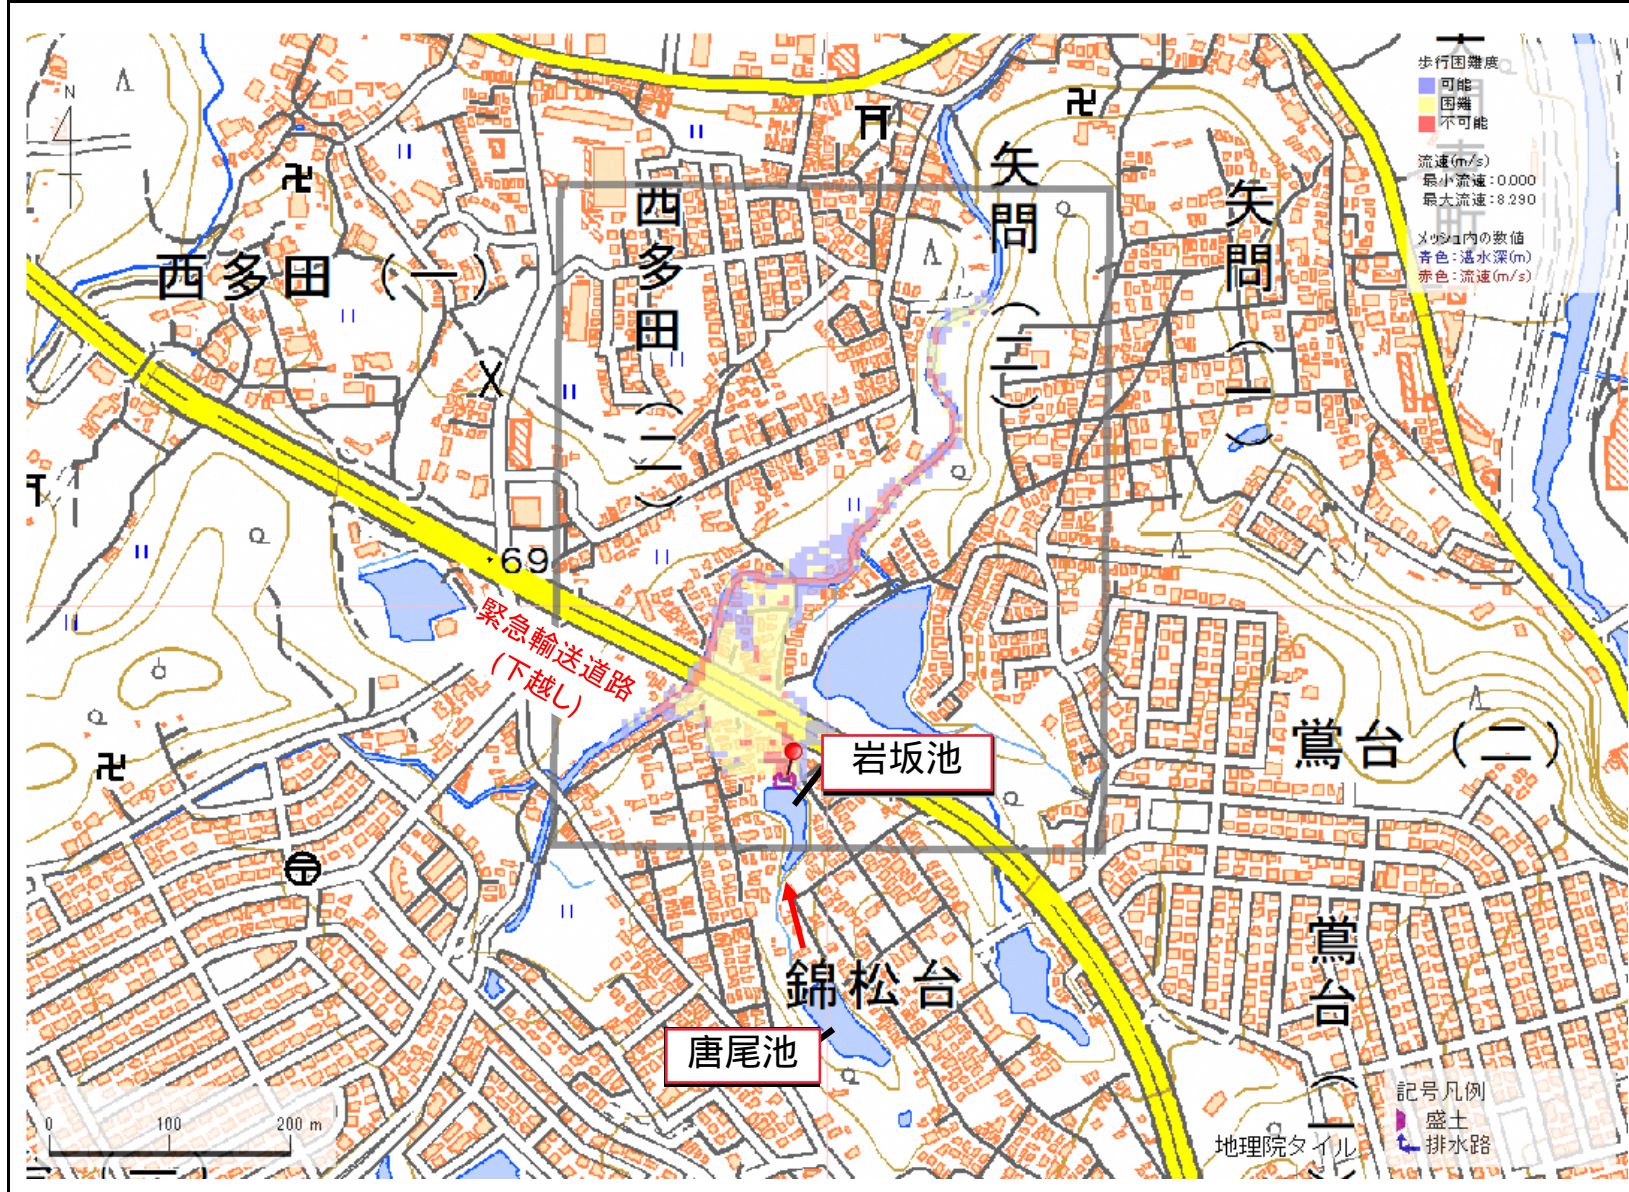 歩行困難度
可能
困難
不可能
流速(m/s)
最小流速:0.000
最大流速:8.290
メッシュ内の数値
青色:湛水深(m)
赤色:流速(m/s)
N
西多田(一)
西多田(二)
矢問(二)
矢問(一)
69
緊急輸送道路
(下越し)
岩坂池
鴬台(二)
錦松台
唐尾池
鴬台(一)
0 100 200 m
記号凡例
盛土
排水路
地理院タイル